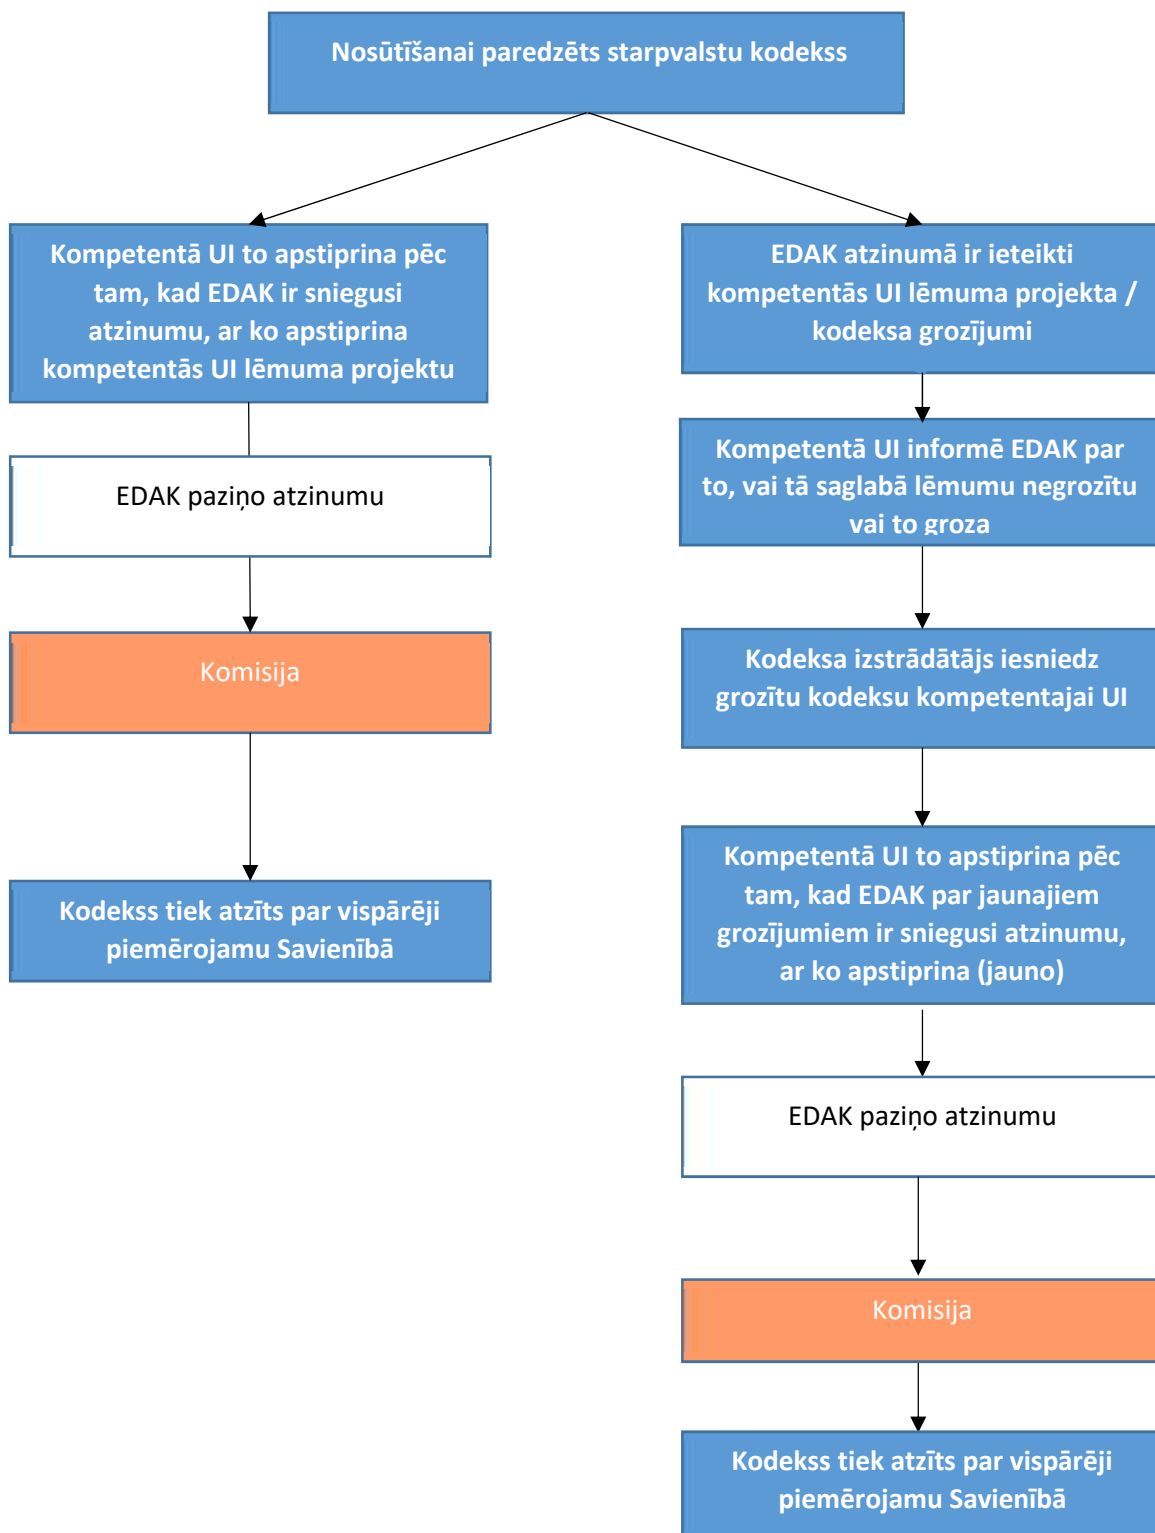 Nosūtīšanai paredzēts starpvalstu kodekss
Kompetentā UI to apstiprina pēc
tam, kad EDAK ir sniegusi
atzinumu, ar ko apstiprina
kompetentās UI lēmuma projektu
EDAK paziņo atzinumu
Komisija
Kodekss tiek atzīts par vispārēji
piemērojamu Savienībā
EDAK atzinumā ir ieteikti
kompetentās UI lēmuma projekta /
kodeksa grozījumi
Kompetentā UI informē EDAK par
to, vai tā saglabā lēmumu negrozītu
vai to groza
Kodeksa izstrādātājs iesniedz
grozītu kodeksu kompetentajai UI
Kompetentā UI to apstiprina pēc
tam, kad EDAK par jaunajiem
grozījumiem ir sniegusi atzinumu,
ar ko apstiprina (jauno)
EDAK paziņo atzinumu
Komisija
Kodekss tiek atzīts par vispārēji
piemērojamu Savienībā